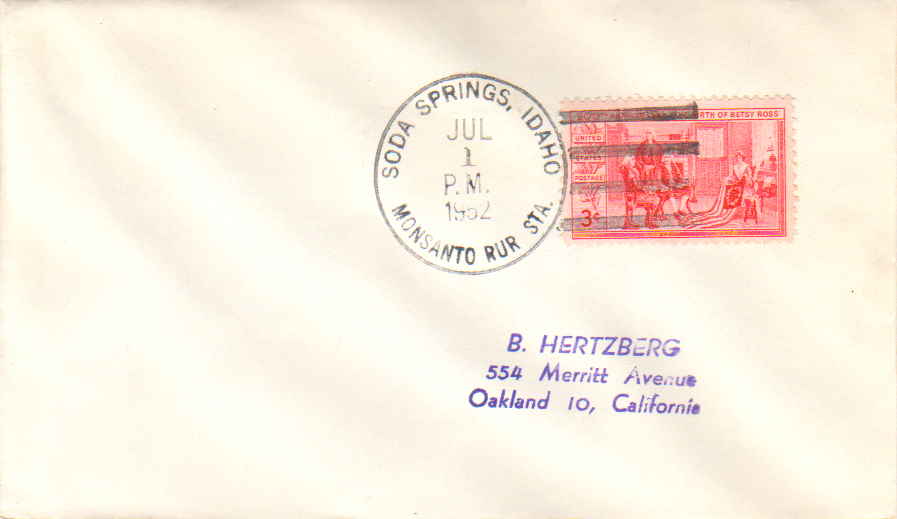 SODA SPRINGS, IDAHO
JUL
1
P.M.
1952
MONSANTO RUR STA.
RTH OF BETSY ROSS
UNITED
STATES
POSTAGE
3¢
B. HERTZBERG
554 Merritt Avenue
Oakland 10, California